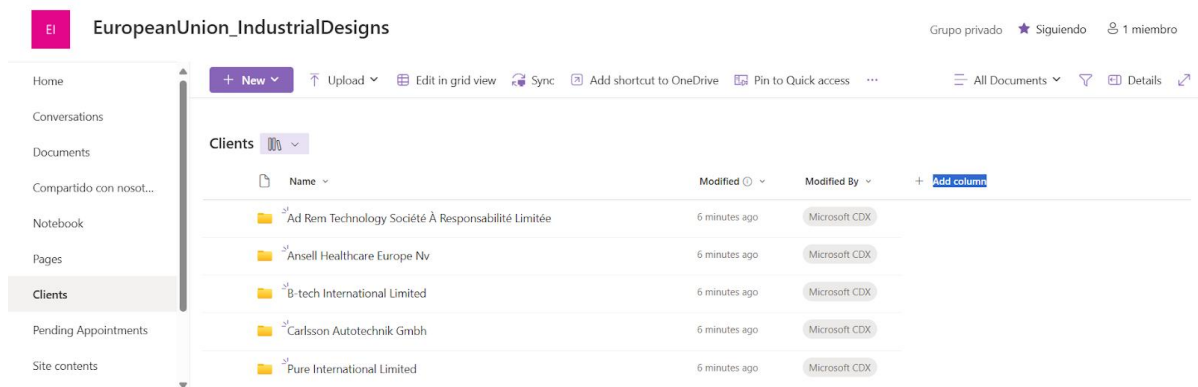 EI EuropeanUnion_IndustrialDesigns Grupo privado Siguiendo 1 miembro
Home
Conversations
Documents
Compartido con nosot...
Notebook
Pages
Clients
Pending Appointments
Site contents
+ New Upload Edit in grid view Sync Add shortcut to OneDrive Pin to Quick access ... All Documents Details
Clients
Name Modified Modified By + Add column
Ad Rem Technology Société À Responsabilité Limitée 6 minutes ago Microsoft CDX
Ansell Healthcare Europe Nv 6 minutes ago Microsoft CDX
B-tech International Limited 6 minutes ago Microsoft CDX
Carlsson Autotechnik Gmbh 6 minutes ago Microsoft CDX
Pure International Limited 6 minutes ago Microsoft CDX